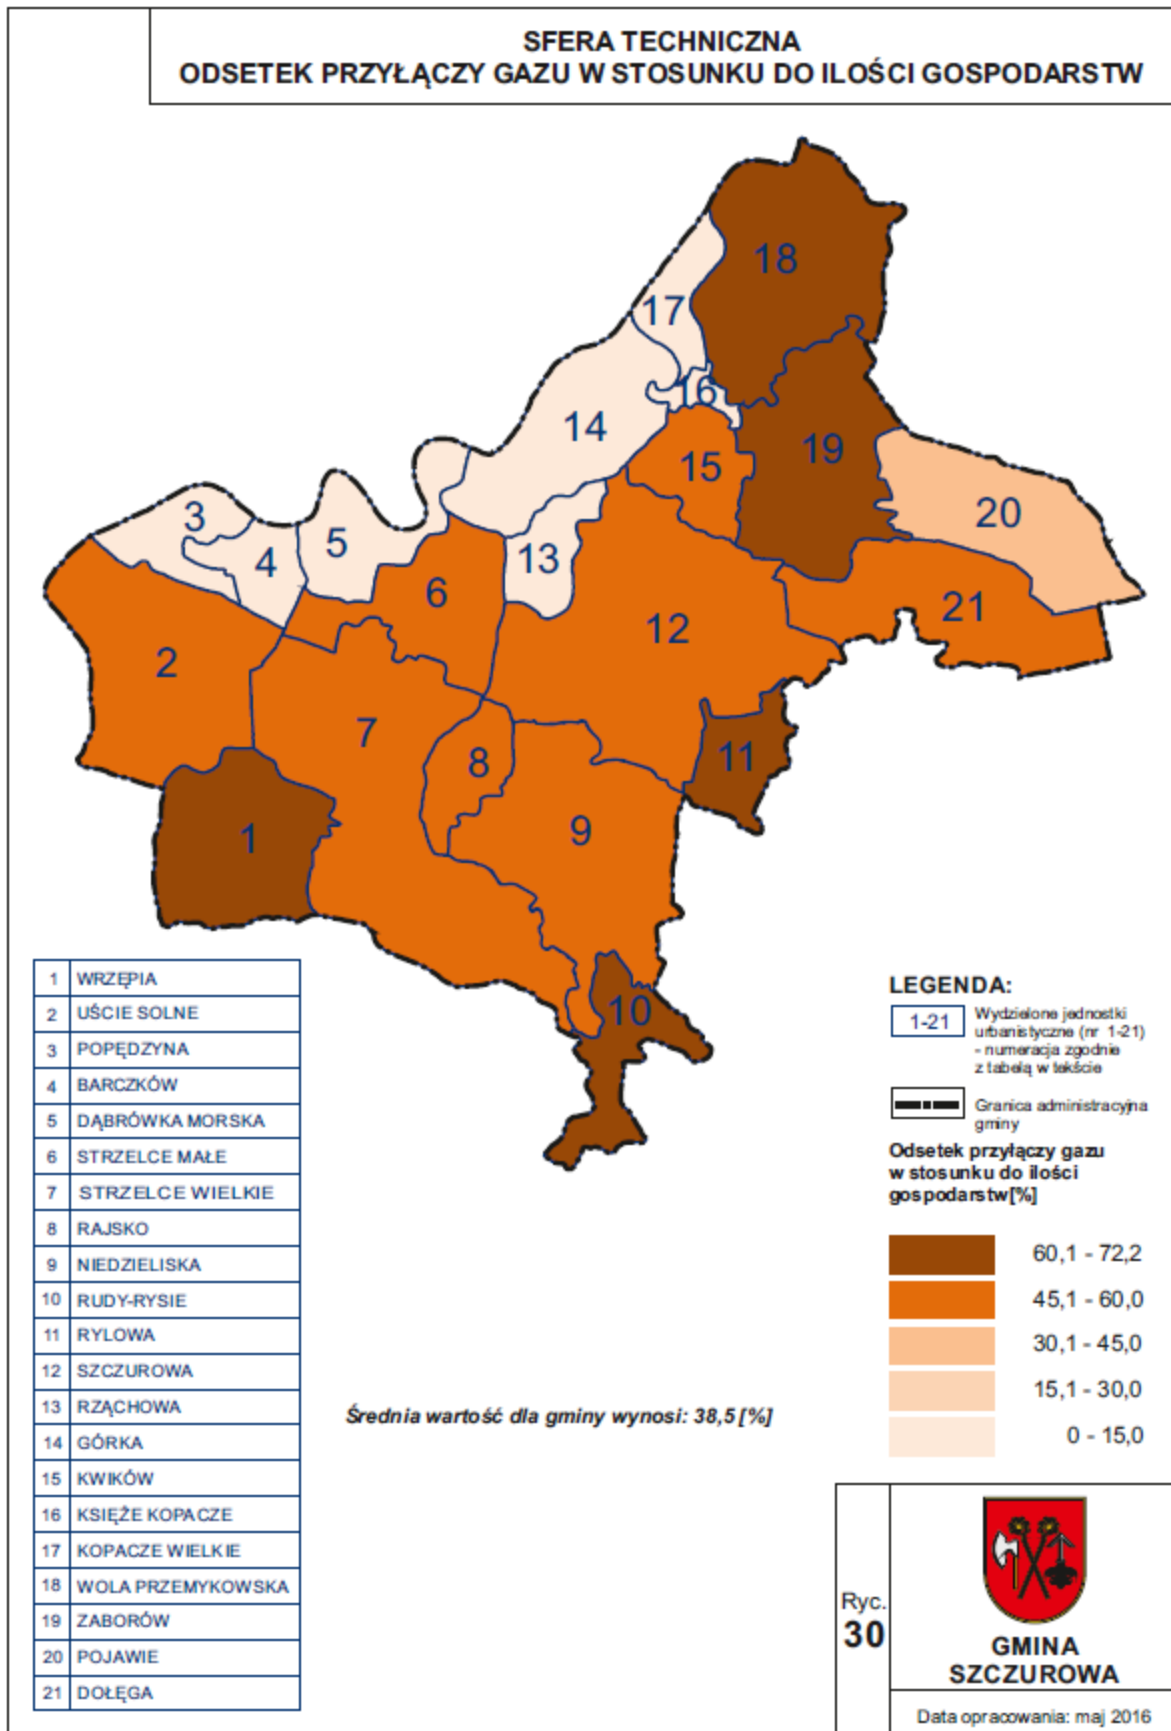 SFERA TECHNICZNA
ODSETEK PRZYŁĄCZY GAZU W STOSUNKU DO ILOŚCI GOSPODARSTW
18
17
16
14
15
19
20
3
4
5
13
6
21
12
2
7
8
11
1
9
10
1 WRZĘPIA
2 UŚCIE SOLNE
3 POPĘDZYNA
4 BARCZKÓW
5 DĄBRÓWKA MORSKA
6 STRZELCE MAŁE
7 STRZELCE WIELKIE
8 RAJSKO
9 NIEDZIELISKA
10 RUDY-RYSIE
11 RYLOWA
12 SZCZUROWA
13 RZĄCHOWA
14 GÓRKA
15 KWIKÓW
16 KSIĘŻE KOPACZE
17 KOPACZE WIELKIE
18 WOLA PRZEMYKOWSKA
19 ZABORÓW
20 POJAWIE
21 DOŁĘGA
Średnia wartość dla gminy wynosi: 38,5 [%]
LEGENDA:
1-21
Wydzielone jednostki
urbanistyczne (nr 1-21)
- numeracja zgodnie
z tabelą w tekście
Granica administracyjna
gminy
Odsetek przyłączy gazu
w stosunku do ilości
gospodarstw[%]
60,1 - 72,2
45,1 - 60,0
30,1 - 45,0
15,1 - 30,0
0 - 15,0
Ryc.
30
GMINA
SZCZUROWA
Data opracowania: maj 2016